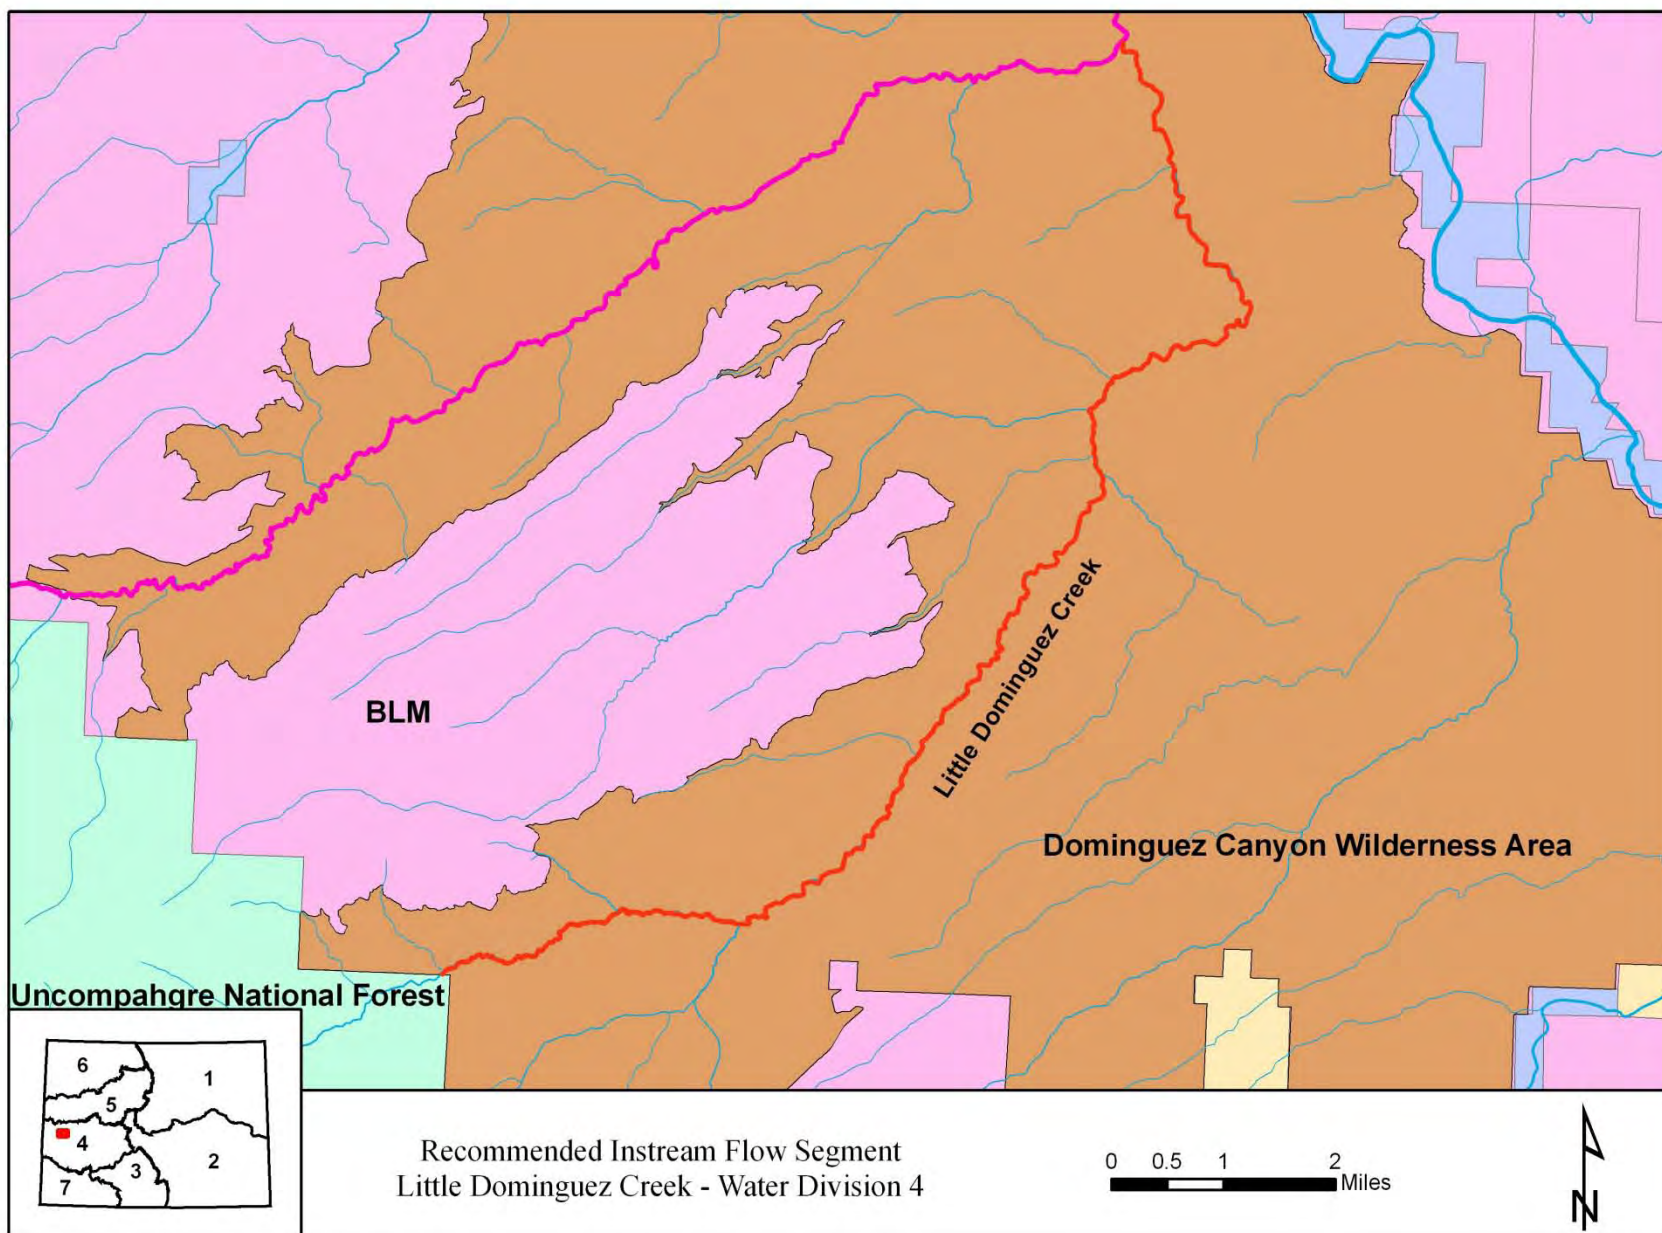 Little Dominguez Creek
BLM
Dominguez Canyon Wilderness Area
Uncompahgre National Forest
6
1
5
4
2
3
7
Recommended Instream Flow Segment
Little Dominguez Creek - Water Division 4
0 0.5 1 2
Miles
N